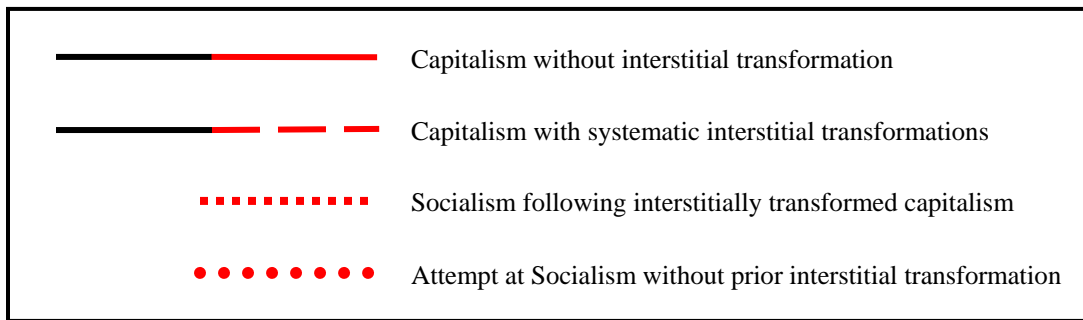 Capitalism without interstitial transformation
Capitalism with systematic interstitial transformations
Socialism following interstitially transformed capitalism
Attempt at Socialism without prior interstitial transformation